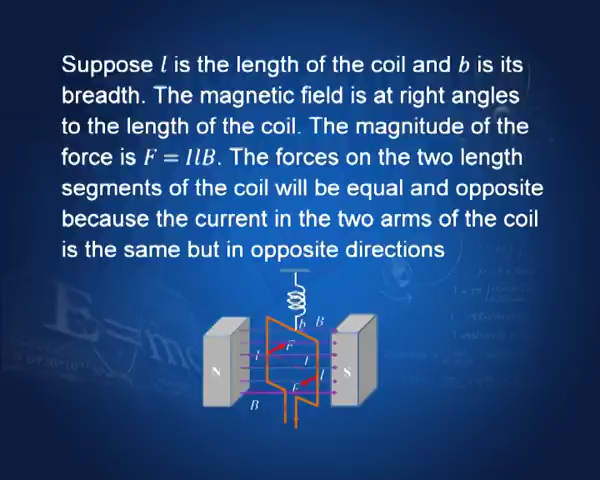 Suppose l is the length of the coil and b is its
breadth. The magnetic field is at right angles
to the length of the coil. The magnitude of the
force is F = IlB. The forces on the two length
segments of the coil will be equal and opposite
because the current in the two arms of the coil
is the same but in opposite directions
b B
F
l I
N l S
F
B
E=mc